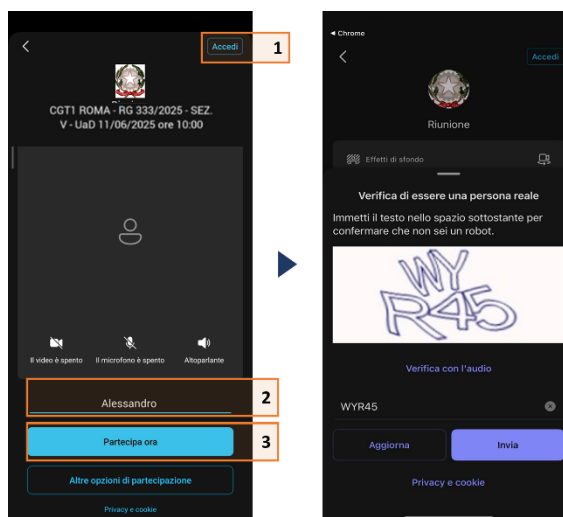 Accedi
1
CGT1 ROMA - RG 333/2025 - SEZ.
V - UaD 11/06/2025 ore 10:00
Il video è spento
Il microfono è spento
Altoparlante
Alessandro
2
Partecipa ora
3
Altre opzioni di partecipazione
Privacy e cookie
◄ Chrome
Accedi
Riunione
Effetti di sfondo
Verifica di essere una persona reale
Immetti il testo nello spazio sottostante per
confermare che non sei un robot.
WY
R45
Verifica con l'audio
WYR45
Aggiorna
Invia
Privacy e cookie